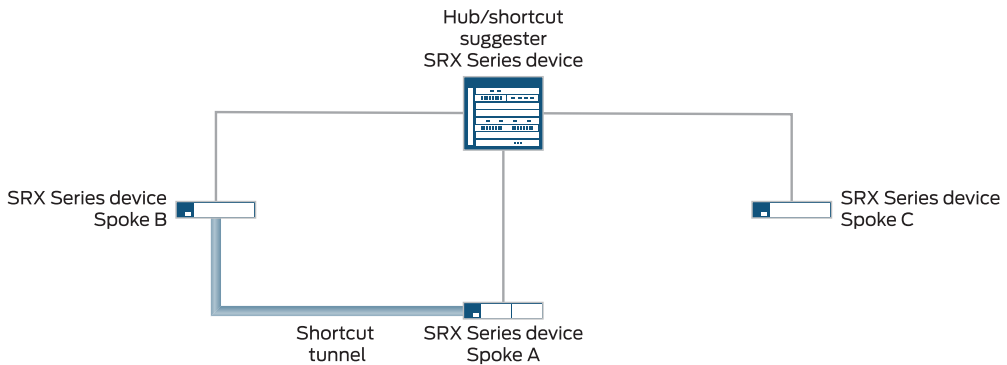 Hub/shortcut
suggester
SRX Series device
SRX Series device
Spoke B
SRX Series device
Spoke C
Shortcut
tunnel
SRX Series device
Spoke A